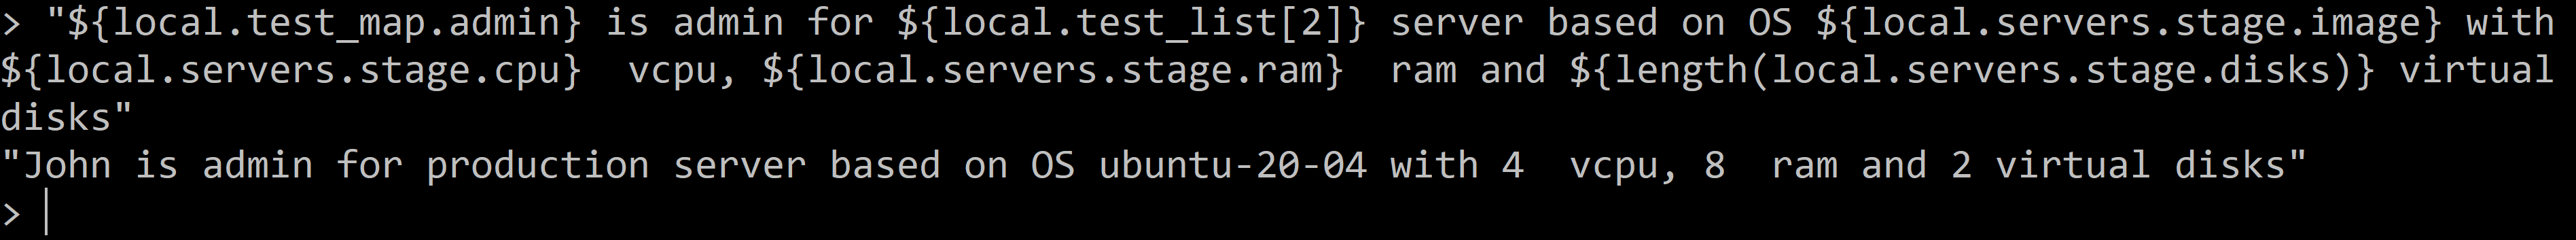 > "${local.test_map.admin} is admin for ${local.test_list[2]} server based on OS ${local.servers.stage.image} with
${local.servers.stage.cpu}  vcpu, ${local.servers.stage.ram}  ram and ${length(local.servers.stage.disks)} virtual
disks"
"John is admin for production server based on OS ubuntu-20-04 with 4  vcpu, 8  ram and 2 virtual disks"
>